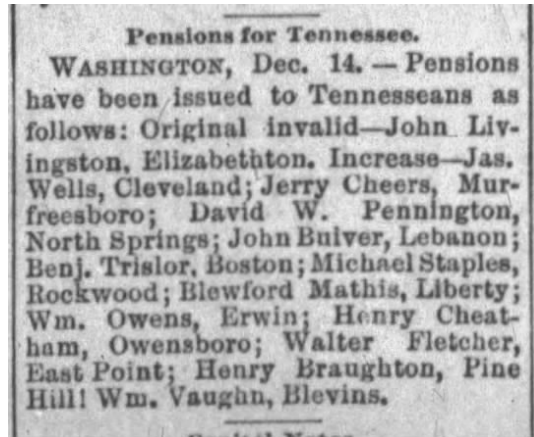 Pensions for Tennessee.
WASHINGTON, Dec. 14. — Pensions
have been issued to Tennesseans as
follows: Original invalid—John Liv-
ingston, Elizabethton. Increase—Jas.
Wells, Cleveland; Jerry Cheers, Mur-
freesboro; David W. Pennington,
North Springs; John Bulver, Lebanon;
Benj. Trislor, Boston; Michael Staples,
Rockwood; Blewford Mathis, Liberty;
Wm. Owens, Erwin; Henry Cheat-
ham, Owensboro; Walter Fletcher,
East Point; Henry Braughton, Pine
Hill! Wm. Vaughn, Blevins.